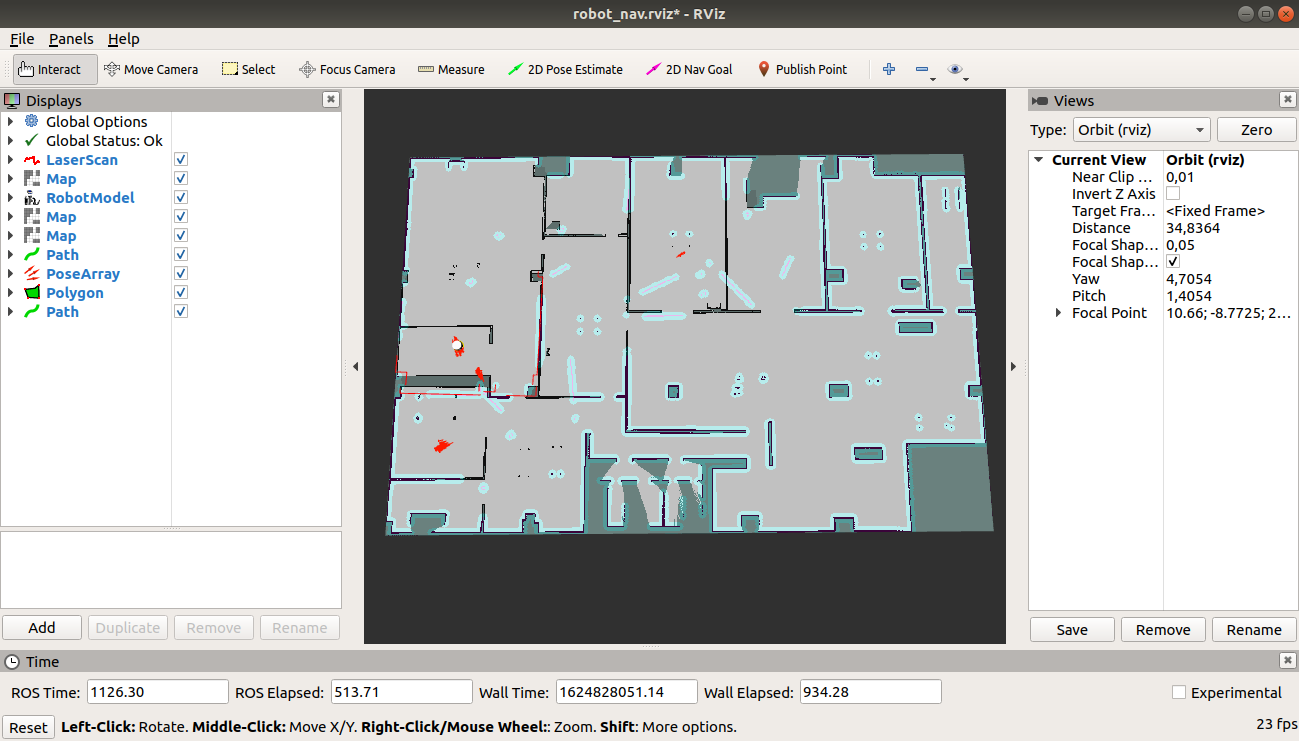 robot_nav.rviz* - RViz
File Panels Help
Interact Move Camera Select Focus Camera Measure 2D Pose Estimate 2D Nav Goal Publish Point
Displays
Global Options
Global Status: Ok
LaserScan
Map
RobotModel
Map
Map
Path
PoseArray
Polygon
Path
Add Duplicate Remove Rename
Views
Type: Orbit (rviz) Zero
Current View Orbit (rviz)
Near Clip ... 0,01
Invert Z Axis
Target Fra... <Fixed Frame>
Distance 34,8364
Focal Shap... 0,05
Focal Shap...
Yaw 4,7054
Pitch 1,4054
Focal Point 10.66; -8.7725; 2...
Save Remove Rename
Time
ROS Time: 1126.30 ROS Elapsed: 513.71 Wall Time: 1624828051.14 Wall Elapsed: 934.28 Experimental
Reset Left-Click: Rotate. Middle-Click: Move X/Y. Right-Click/Mouse Wheel:: Zoom. Shift: More options. 23 fps